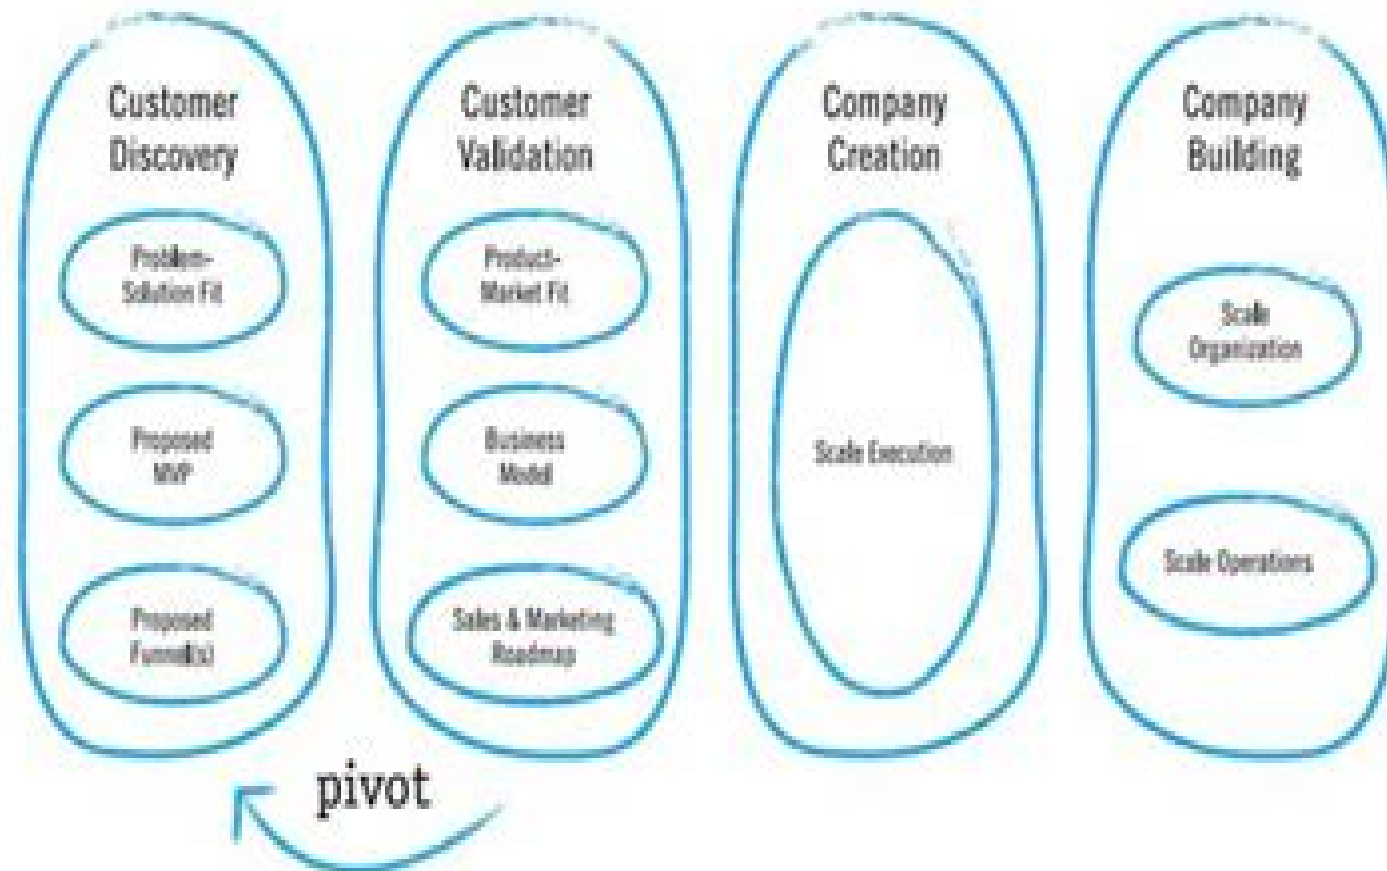 Customer
Discovery
Problem-
Solution Fit
Proposed
MVP
Proposed
Funnel(s)
Customer
Validation
Product-
Market Fit
Business
Model
Sales & Marketing
Roadmap
Company
Creation
Scale Execution
Company
Building
Scale
Organization
Scale Operations
pivot